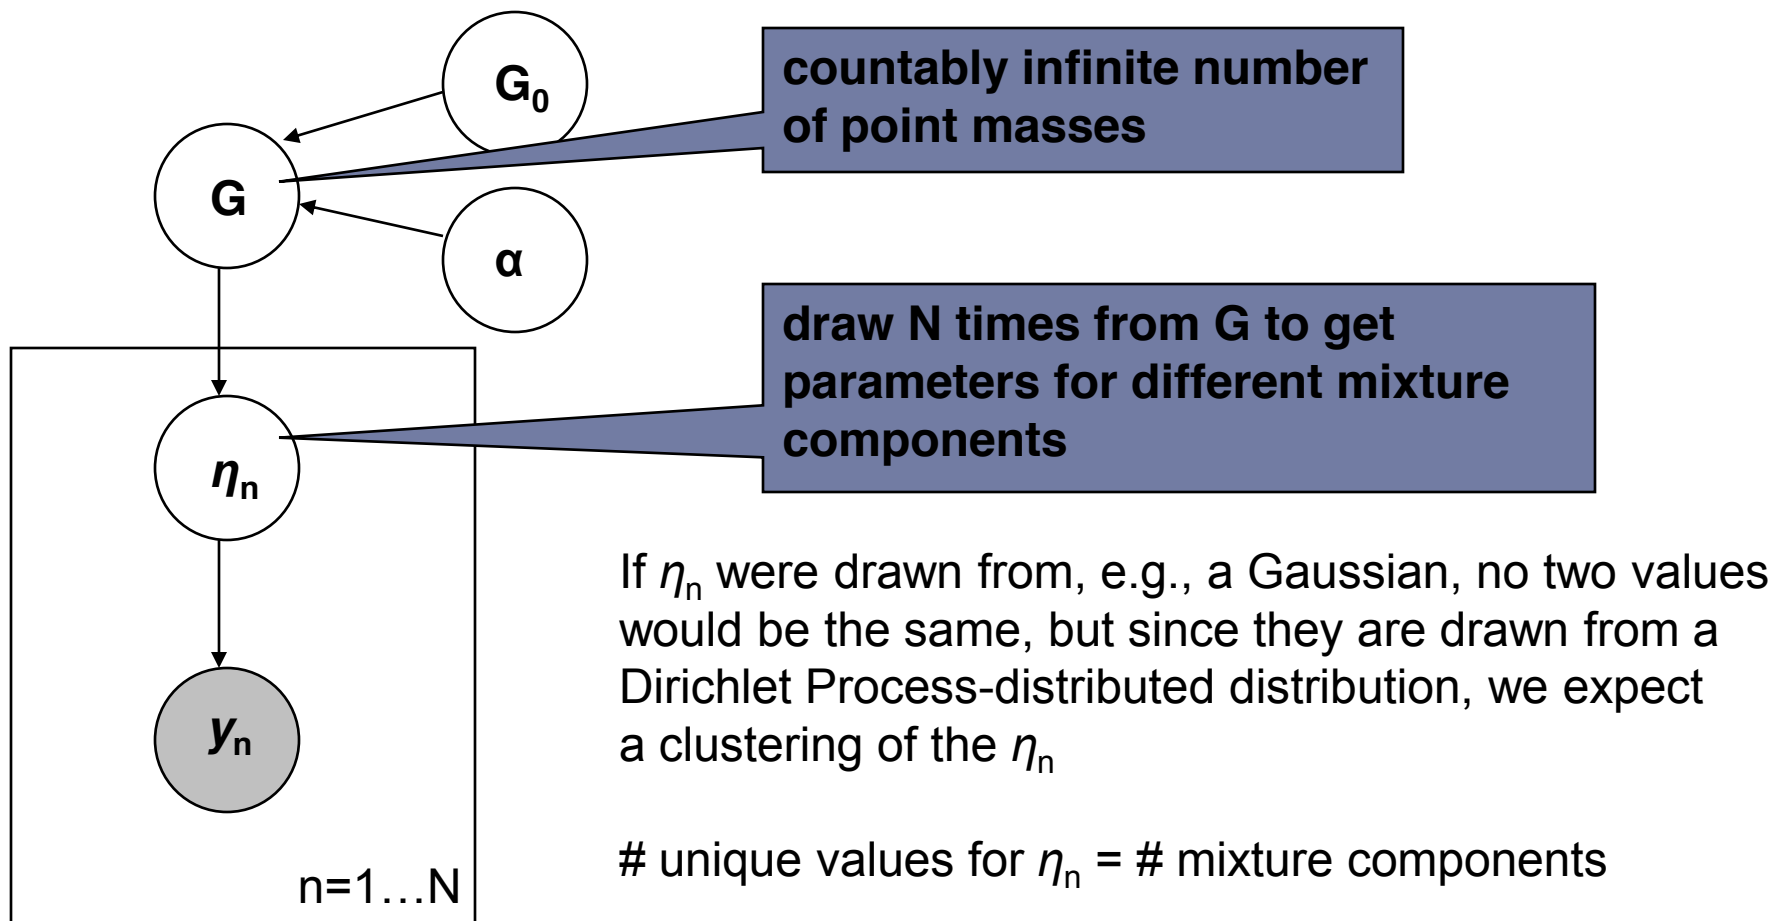 G₀
countably infinite number
of point masses
G
α
draw N times from G to get
parameters for different mixture
components
ηₙ
If ηₙ were drawn from, e.g., a Gaussian, no two values
would be the same, but since they are drawn from a
Dirichlet Process-distributed distribution, we expect
a clustering of the ηₙ
yₙ
# unique values for ηₙ = # mixture components
n=1…N